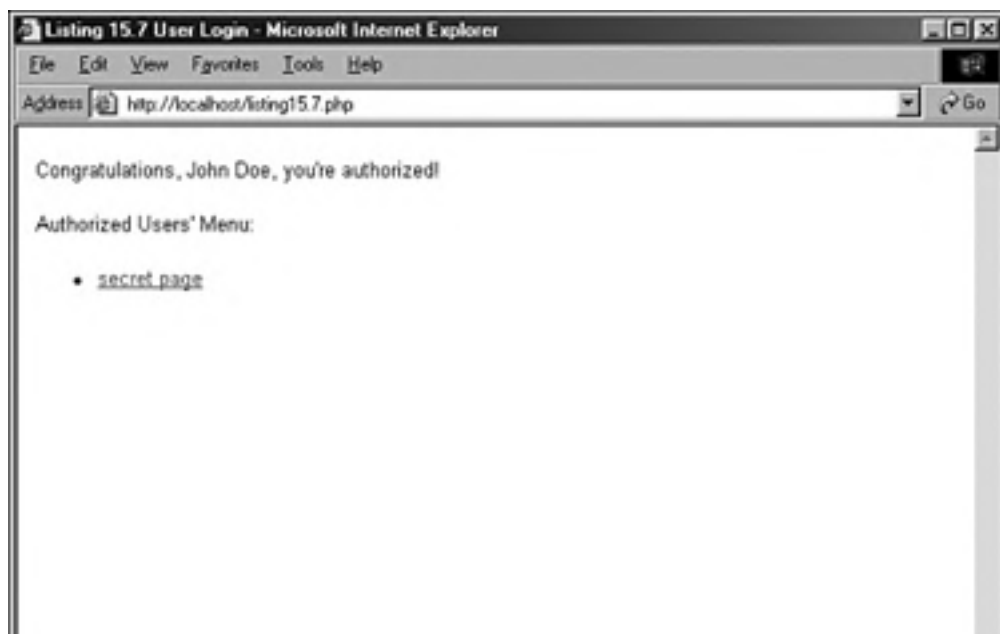 Listing 15.7 User Login - Microsoft Internet Explorer
File Edit View Favorites Tools Help
Address http://localhost/listing15.7.php Go
Congratulations, John Doe, you're authorized!
Authorized Users' Menu:
• secret page